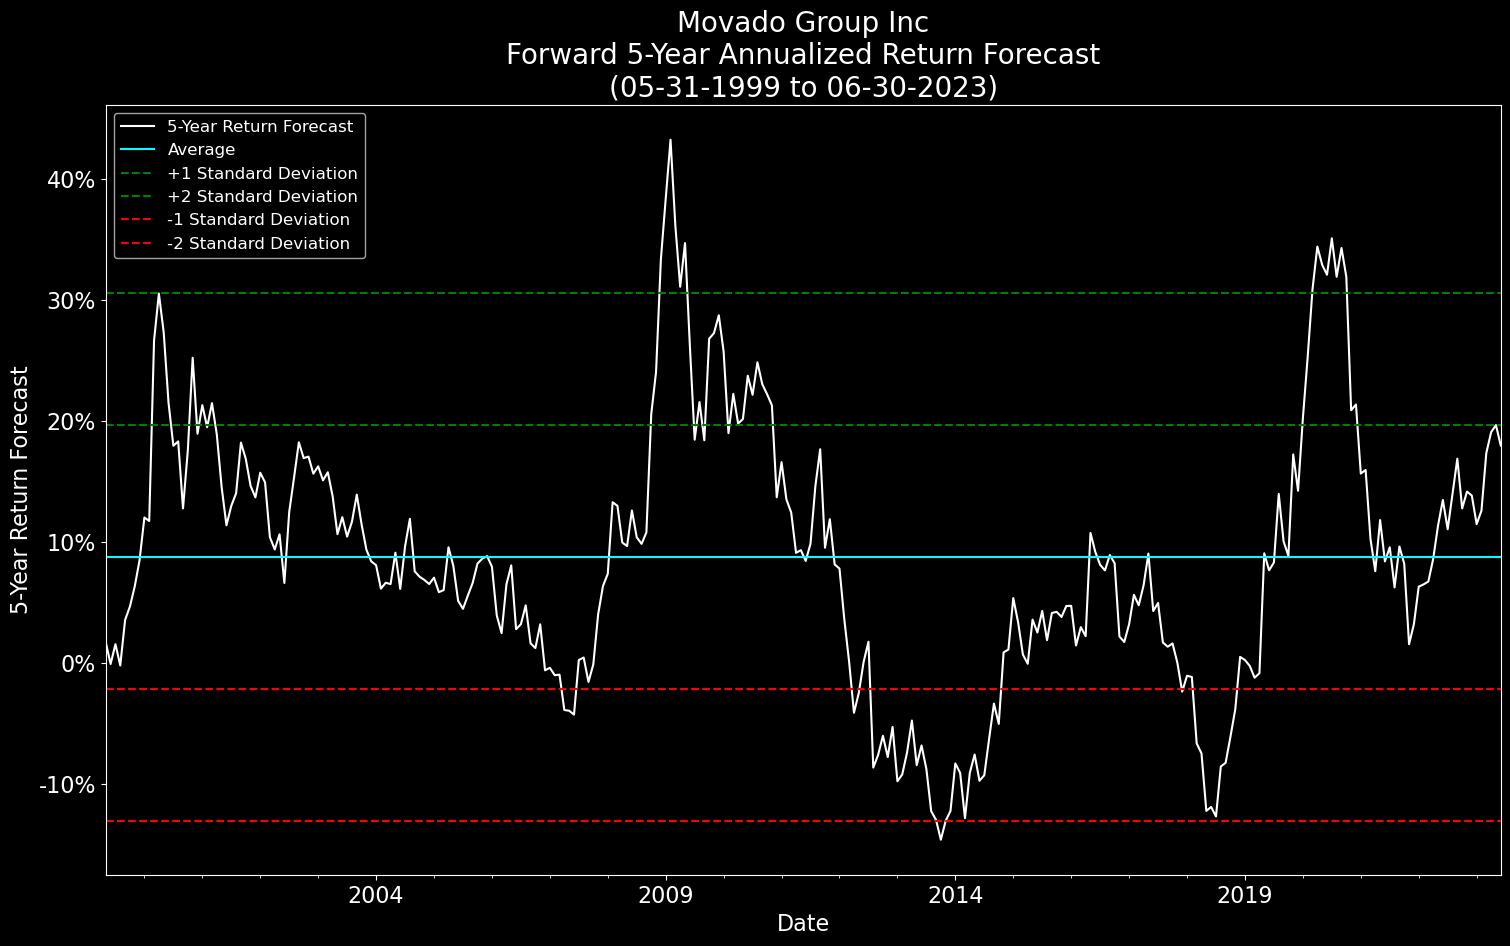 Movado Group Inc
Forward 5-Year Annualized Return Forecast
(05-31-1999 to 06-30-2023)
5-Year Return Forecast
Average
+1 Standard Deviation
+2 Standard Deviation
-1 Standard Deviation
-2 Standard Deviation
40%
30%
20%
10%
0%
-10%
5-Year Return Forecast
2004
2009
2014
2019
Date